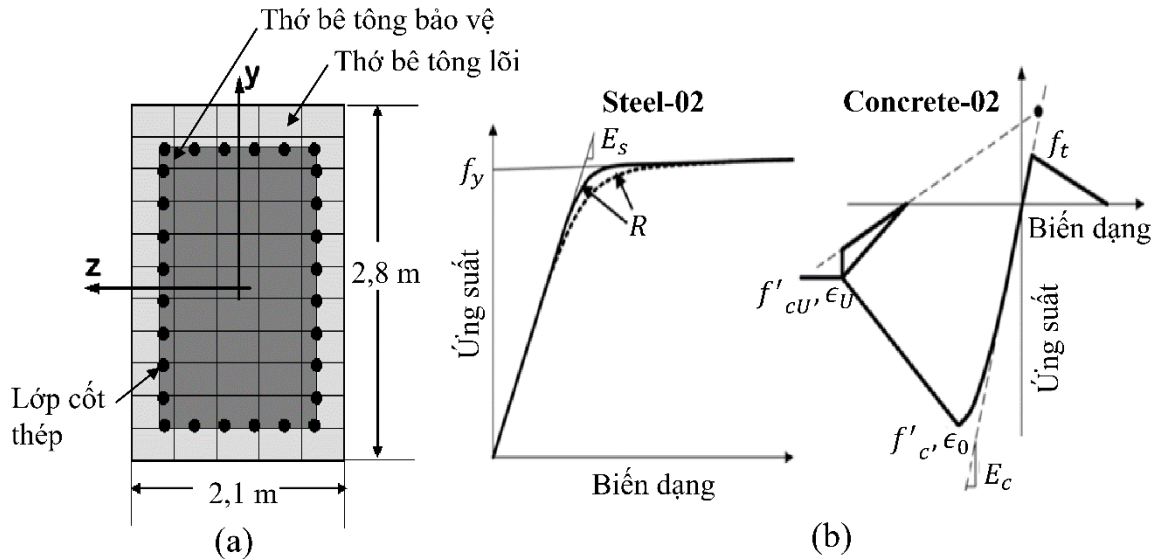 Thớ bê tông bảo vệ
Thớ bê tông lõi
y
z
Lớp cốt
thép
2,8 m
2,1 m
(a)
Steel-02
E_s
f_y
R
Ứng suất
Biến dạng
Concrete-02
f_t
Biến dạng
f'_cU, ϵ_U
Ứng suất
f'_c, ϵ_0
E_c
(b)